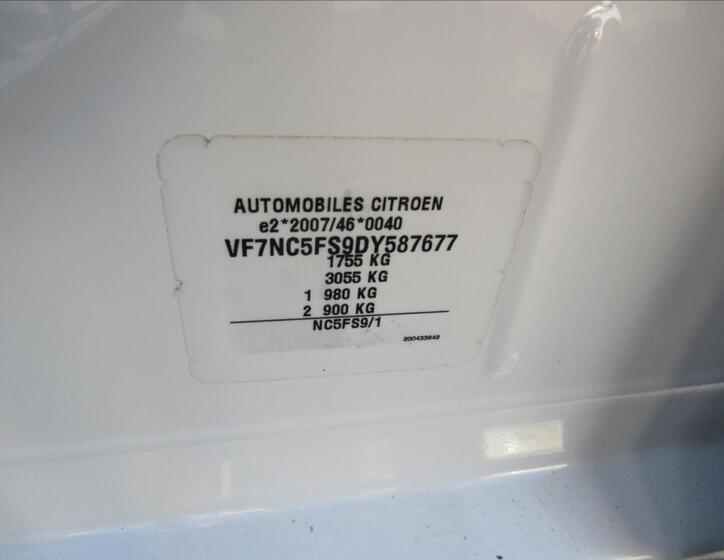 AUTOMOBILES CITROEN
e2*2007/46*0040
VF7NC5FS9DY587677
1755 KG
3055 KG
1 980 KG
2 900 KG
NC5FS9/1
200433843